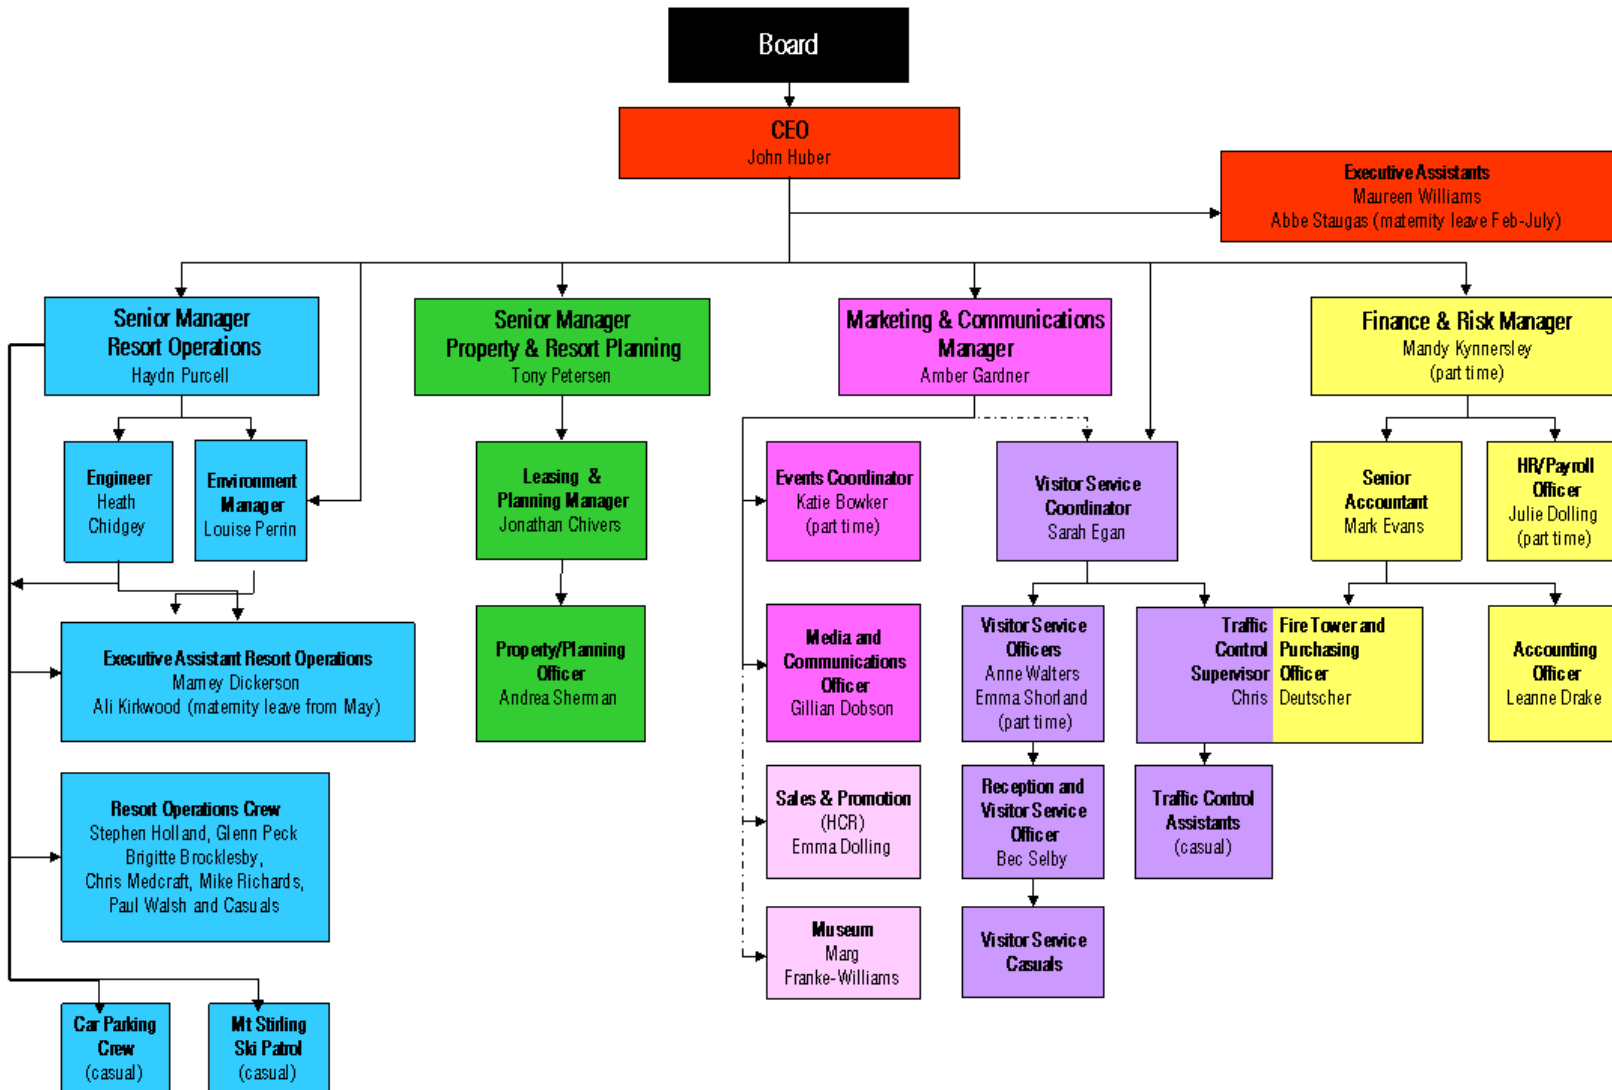 Board
CEO
John Huber
Executive Assistants
Maureen Williams
Abbe Staugas (maternity leave Feb-July)
Senior Manager
Resort Operations
Haydn Purcell
Senior Manager
Property & Resort Planning
Tony Petersen
Marketing & Communications
Manager
Amber Gardner
Finance & Risk Manager
Mandy Kynnersley
(part time)
Engineer
Heath
Chidgey
Environment
Manager
Louise Perrin
Leasing &
Planning Manager
Jonathan Chivers
Events Coordinator
Katie Bowker
(part time)
Visitor Service
Coordinator
Sarah Egan
Senior
Accountant
Mark Evans
HR/Payroll
Officer
Julie Dolling
(part time)
Executive Assistant Resort Operations
Marney Dickerson
Ali Kirkwood (maternity leave from May)
Property/Planning
Officer
Andrea Sherman
Media and
Communications
Officer
Gillian Dobson
Visitor Service
Officers
Anne Walters
Emma Shorland
(part time)
Traffic
Control
Supervisor
Chris
Fire Tower and
Purchasing
Officer
Deutscher
Accounting
Officer
Leanne Drake
Resort Operations Crew
Stephen Holland, Glenn Peck
Brigitte Brocklesby,
Chris Medcraft, Mike Richards,
Paul Walsh and Casuals
Sales & Promotion
(HCR)
Emma Dolling
Reception and
Visitor Service
Officer
Bec Selby
Traffic Control
Assistants
(casual)
Museum
Marg
Franke-Williams
Visitor Service
Casuals
Car Parking
Crew
(casual)
Mt Stirling
Ski Patrol
(casual)